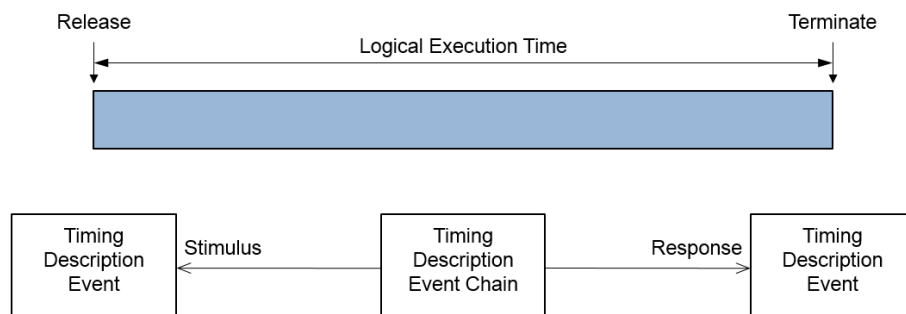 Release
Terminate
Logical Execution Time
Timing
Description
Event
Stimulus
Timing
Description
Event Chain
Response
Timing
Description
Event